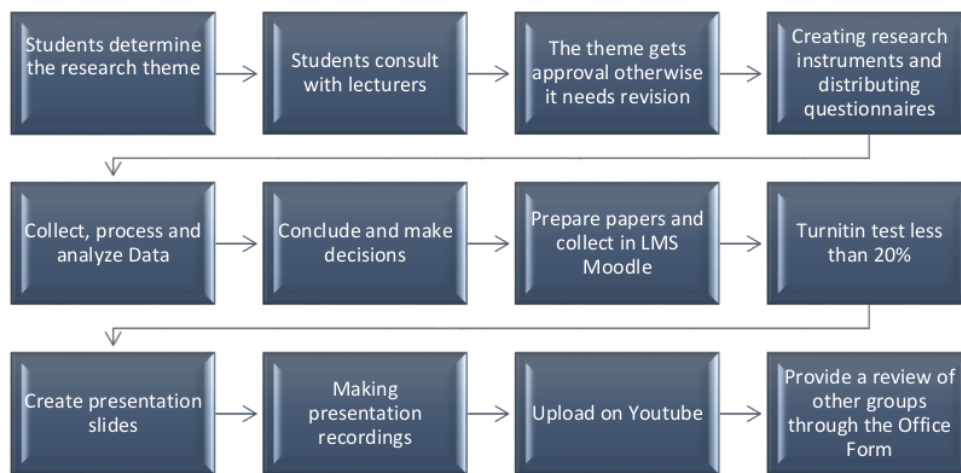 Students determine
the research theme
Students consult
with lecturers
The theme gets
approval otherwise
it needs revision
Creating research
instruments and
distributing
questionnaires
Collect, process and
analyze Data
Conclude and make
decisions
Prepare papers and
collect in LMS
Moodle
Turnitin test less
than 20%
Create presentation
slides
Making
presentation
recordings
Upload on Youtube
Provide a review of
other groups
through the Office
Form